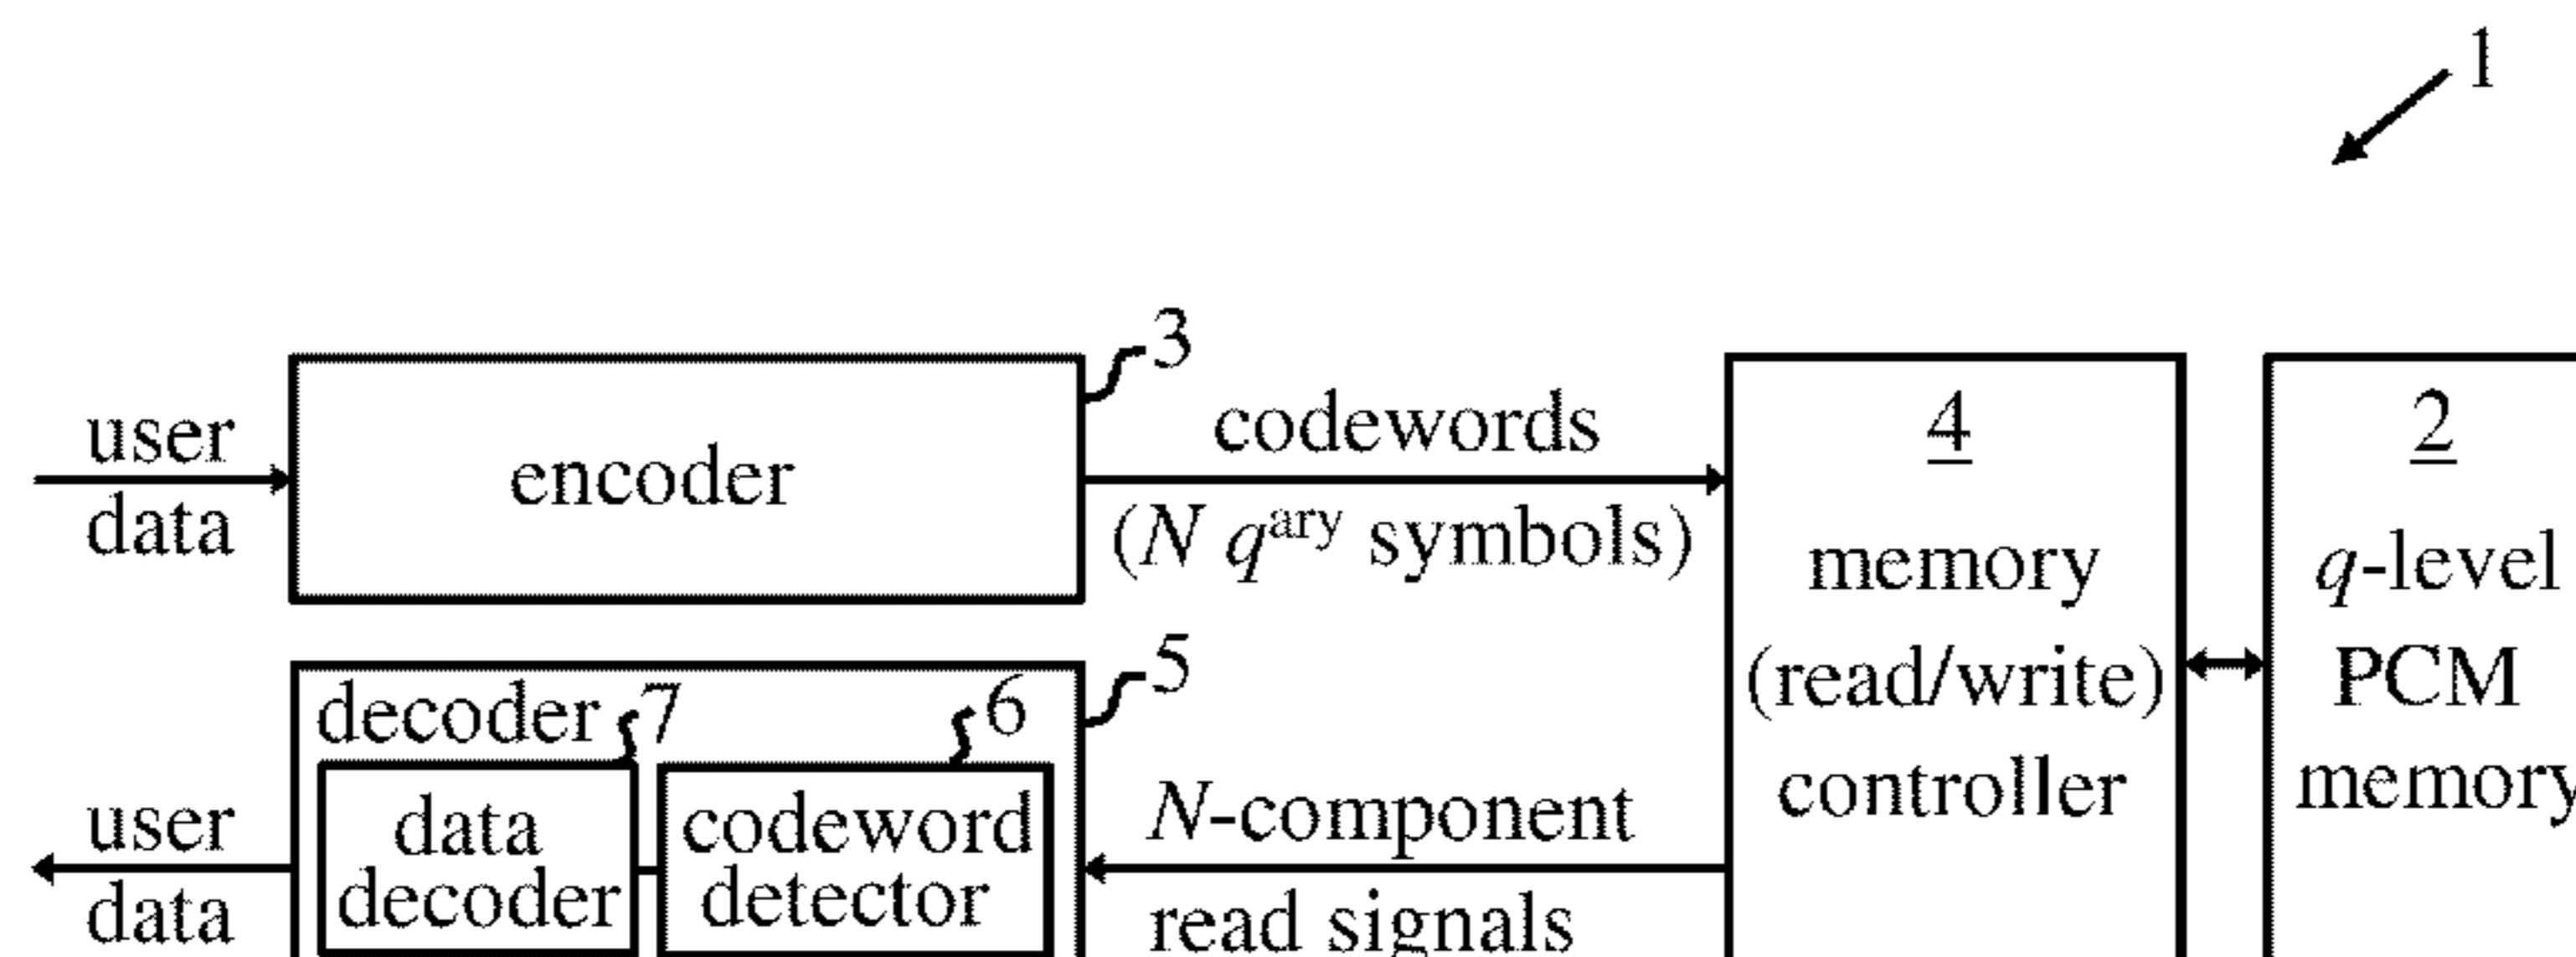 1
3
user
data
encoder
codewords
(N q^ary symbols)
4
memory
(read/write)
controller
2
q-level
PCM
memory
5
decoder
7
6
user
data
data
decoder
codeword
detector
N-component
read signals